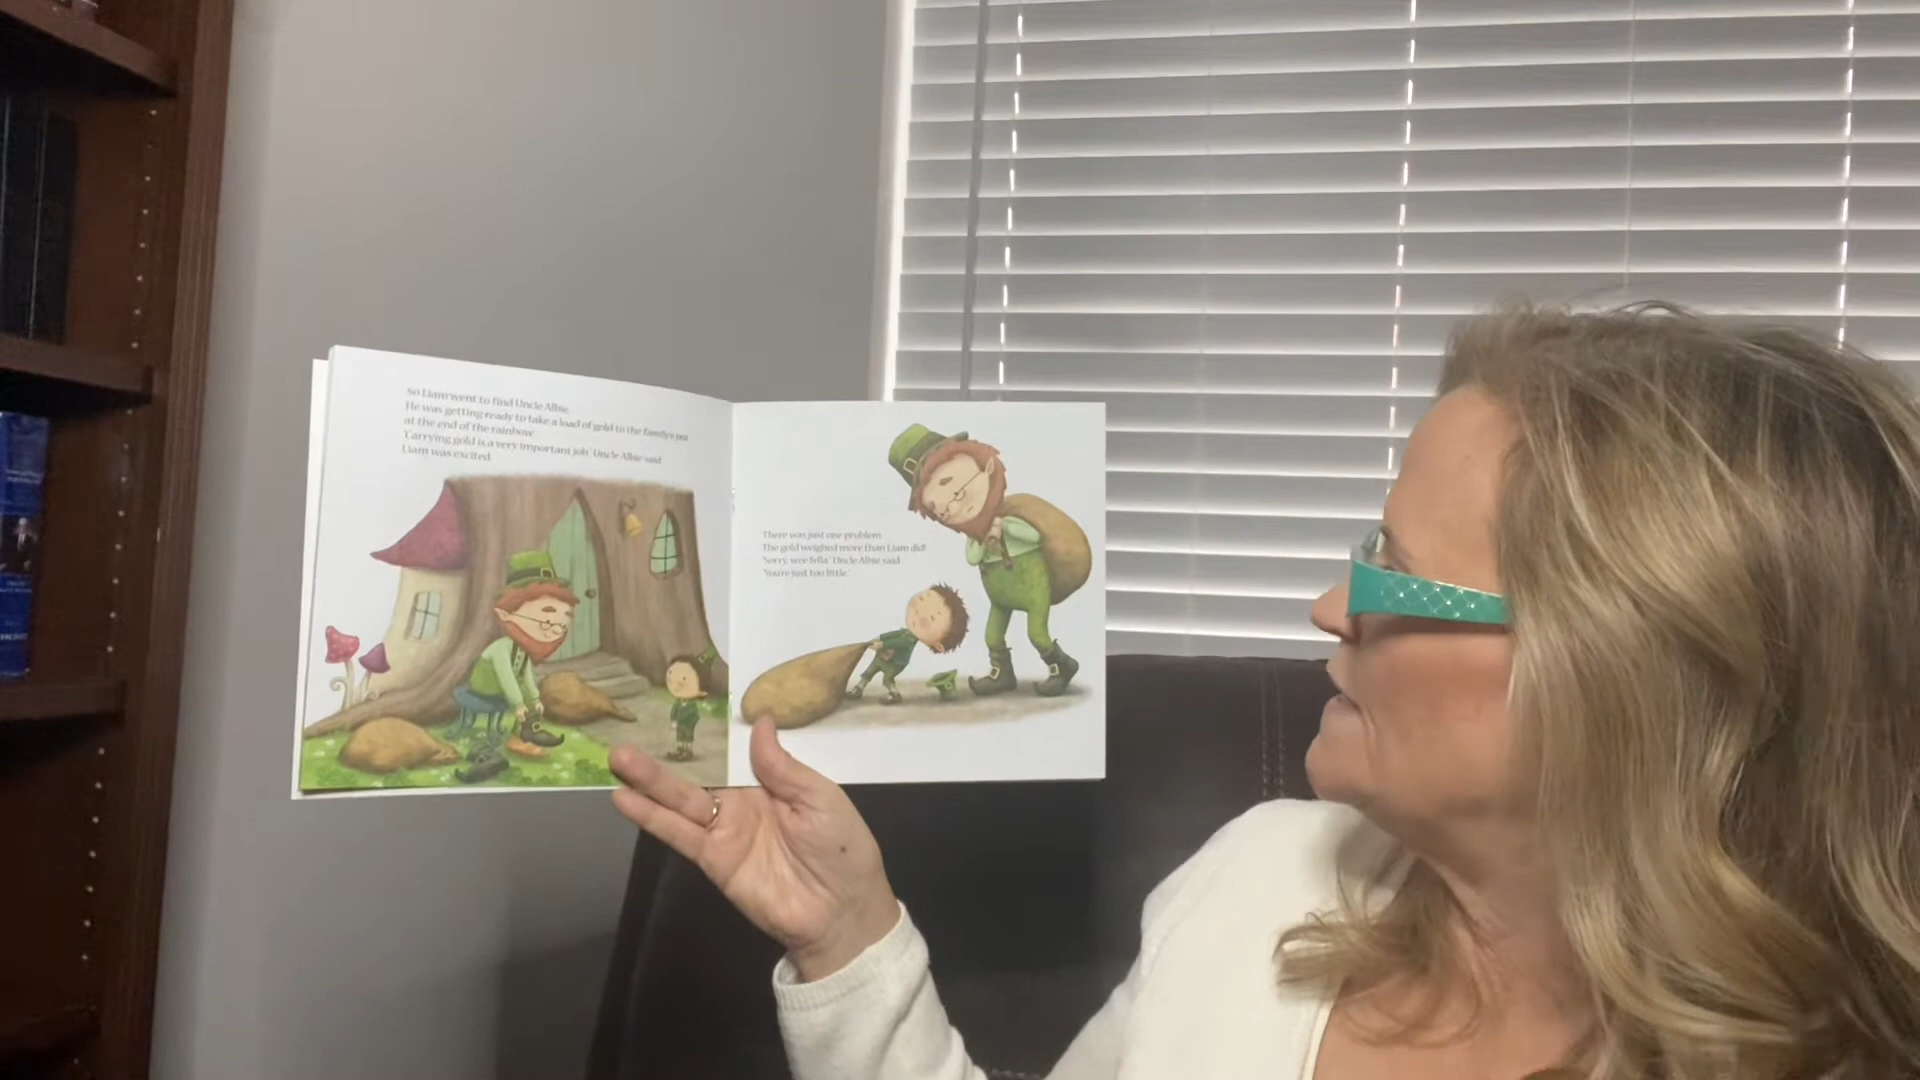 So Liam went to find Uncle Albie.
He was getting ready to take a load of gold to the family's pot
at the end of the rainbow.
"Carrying gold is a very important job," Uncle Albie said.
Liam was excited.
There was just one problem.
The gold weighed more than Liam did!
"Sorry, wee fella," Uncle Albie said.
"You're just too little."